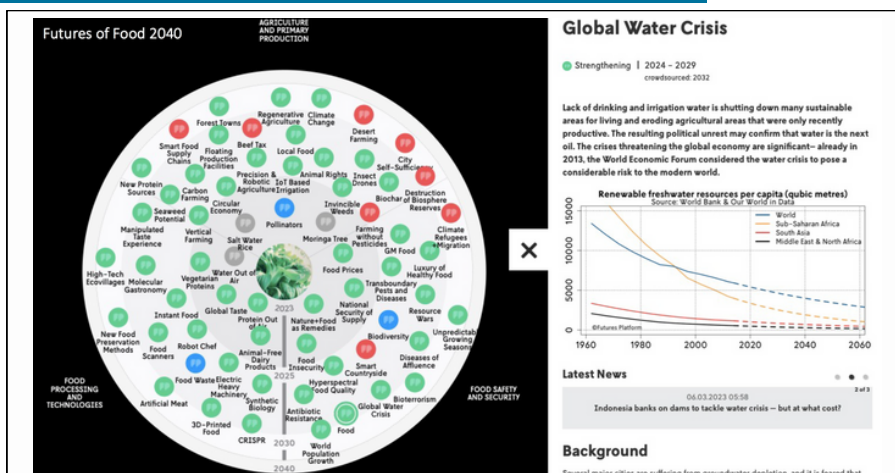 Futures of Food 2040
AGRICULTURE
AND PRIMARY
PRODUCTION
Regenerative
Agriculture
Climate
Change
Forest Towns
Desert
Farming
Smart Food
Supply
Chains
Beef Tax
Floating
Production
Facilities
Local Food
City
Self-Sufficiency
Animal Rights
Insect
Drones
Precision &
Robotic
Agriculture
IoT Based
Irrigation
New Protein
Sources
Carbon
Farming
Biochar
Destruction
of Biosphere
Reserves
Circular
Economy
Invincible
Weeds
Seaweed
Potential
Pollinators
Farming
without
Pesticides
Climate
Refugees
+Migration
Manipulated
Taste
Experience
Vertical
Farming
Salt Water
Rice
Moringa Tree
GM Food
High-Tech
Ecovillages
Molecular
Gastronomy
Vegetarian
Proteins
Water Out of
Air
Food Prices
Luxury of
Healthy Food
Transboundary
Pests and
Diseases
Global Taste
Protein Out
of Air
2023
Nature+Food
as Remedies
National
Security of
Supply
Resource
Wars
Instant Food
New Food
Preservation
Methods
Food
Scanners
Robot Chef
Biodiversity
Unpredictable
Growing
Seasons
Animal-Free
Dairy
Products
Food
Insecurity
Smart
Countryside
Diseases of
Affluence
2025
Food Waste
Electric
Heavy
Machinery
Synthetic
Biology
Hyperspectral
Food Quality
Bioterrorism
Artificial Meat
Antibiotic
Resistance
Global Water
Crisis
3D-Printed
Food
CRISPR
Food
World
Population
Growth
2030
2040
FOOD
PROCESSING
AND
TECHNOLOGIES
FOOD SAFETY
AND SECURITY
Global Water Crisis
Strengthening | 2024 - 2029
crowdsourced: 2032
Lack of drinking and irrigation water is shutting down many sustainable
areas for living and eroding agricultural areas that were only recently
productive. The resulting political unrest may confirm that water is the next
oil. The crises threatening the global economy are significant– already in
2013, the World Economic Forum considered the water crisis to pose a
considerable risk to the modern world.
Renewable freshwater resources per capita (qubic metres)
Source: World Bank & Our World in Data
World
Sub-Saharan Africa
South Asia
Middle East & North Africa
15000
10000
5000
0
©Futures Platform
1960 1980 2000 2020 2040 2060
Latest News
2 of 3
06.03.2023 05:58
Indonesia banks on dams to tackle water crisis — but at what cost?
Background